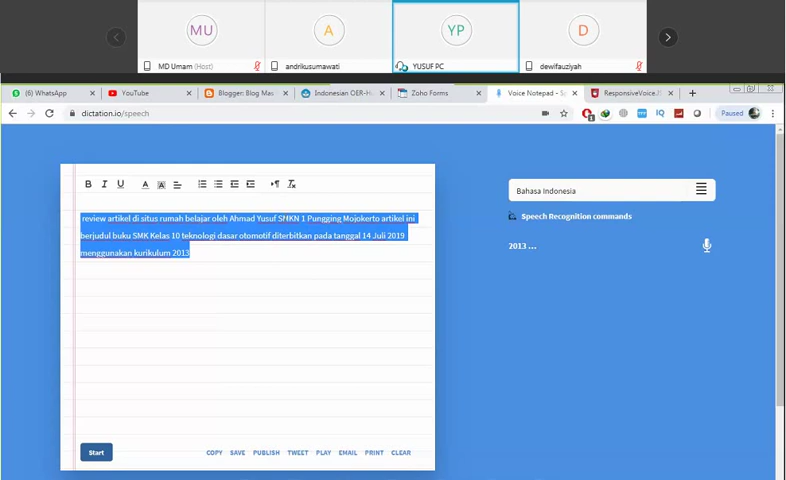 MU
A
YP
D
MD Umam (Host)
andrikusumawati
YUSUF PC
dewifauziyah
(6) WhatsApp
YouTube
Blogger: Blog Mas
Indonesian OER-H
Zoho Forms
Voice Notepad - Sp
ResponsiveVoice.J
dictation.io/speech
Paused
B I U A A
review artikel di situs rumah belajar oleh Ahmad Yusuf SMKN 1 Pungging Mojokerto artikel ini
berjudul buku SMK Kelas 10 teknologi dasar otomotif diterbitkan pada tanggal 14 Juli 2019
menggunakan kurikulum 2013
Bahasa Indonesia
Speech Recognition commands
2013 ...
Start
COPY SAVE PUBLISH TWEET PLAY EMAIL PRINT CLEAR